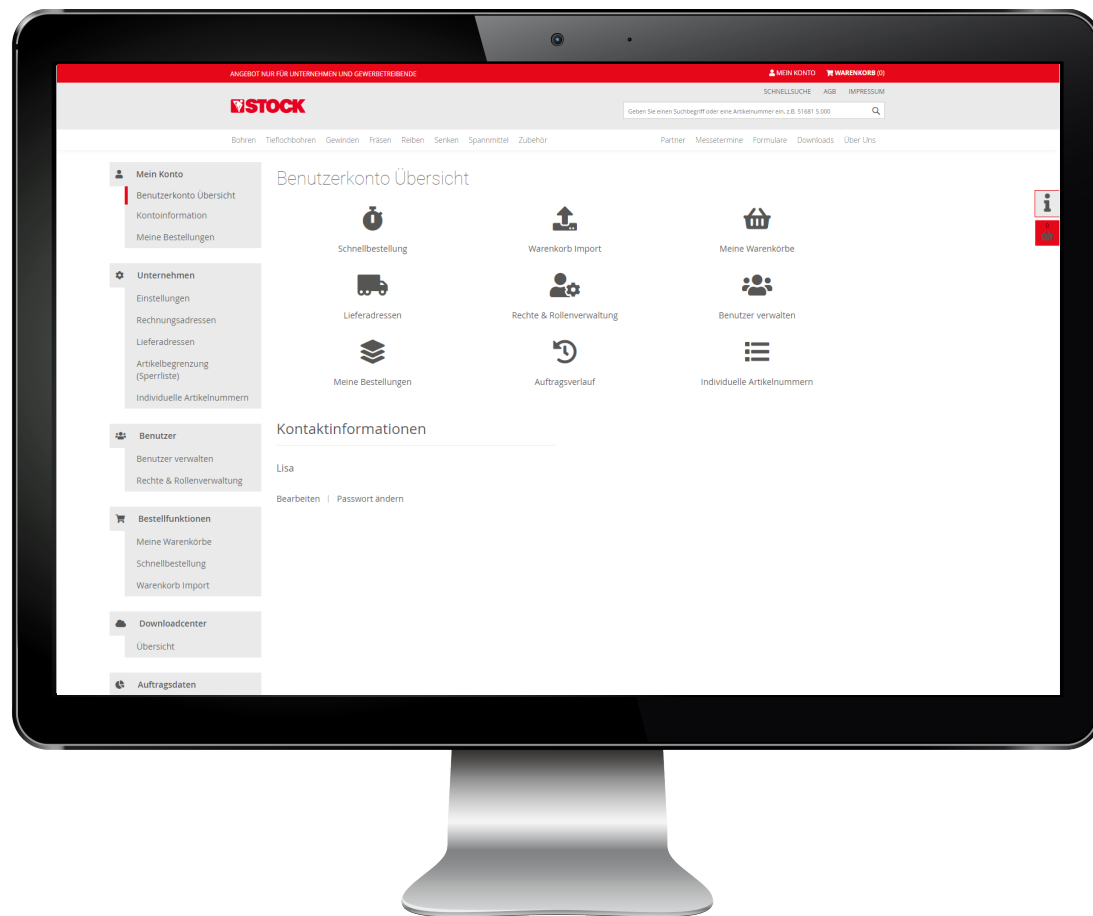 ANGEBOT NUR FÜR UNTERNEHMEN UND GEWERBETREIBENDE
MEIN KONTO WARENKORB (0)
SCHNELLSUCHE AGB IMPRESSUM
STOCK
Geben Sie einen Suchbegriff oder eine Artikelnummer ein, z.B. 51681 5,000
Bohren Tieflochbohren Gewinden Fräsen Reiben Senken Spannmittel Zubehör Partner Messetermine Formulare Downloads Über Uns
Mein Konto
Benutzerkonto Übersicht
Kontoinformation
Meine Bestellungen
Unternehmen
Einstellungen
Rechnungsadressen
Lieferadressen
Artikelbegrenzung
(Sperrliste)
Individuelle Artikelnummern
Benutzer
Benutzer verwalten
Rechte & Rollenverwaltung
Bestellfunktionen
Meine Warenkörbe
Schnellbestellung
Warenkorb Import
Downloadcenter
Übersicht
Auftragsdaten
Benutzerkonto Übersicht
Schnellbestellung Warenkorb Import Meine Warenkörbe
Lieferadressen Rechte & Rollenverwaltung Benutzer verwalten
Meine Bestellungen Auftragsverlauf Individuelle Artikelnummern
Kontaktinformationen
Lisa
Bearbeiten | Passwort ändern